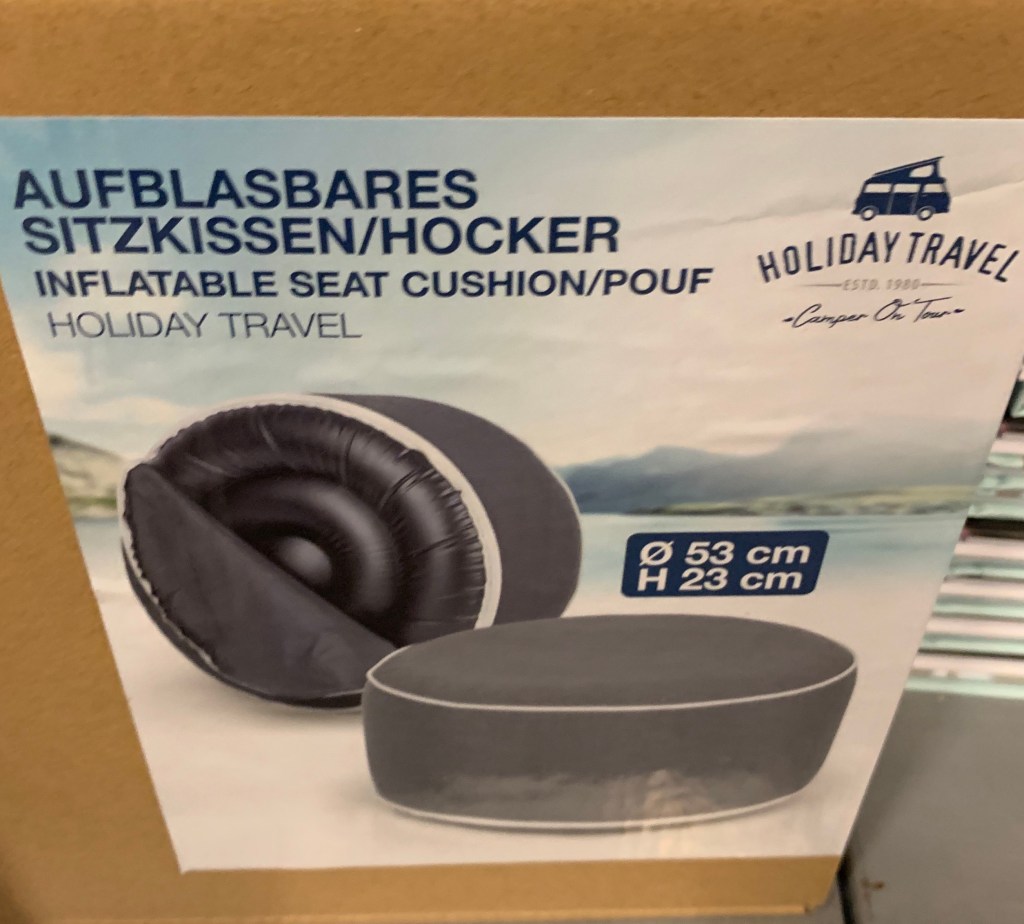 AUFBLASBARES
SITZKISSEN/HOCKER
INFLATABLE SEAT CUSHION/POUF
HOLIDAY TRAVEL
HOLIDAY TRAVEL
ESTD. 1980
Camper On Tour
Ø 53 cm
H 23 cm